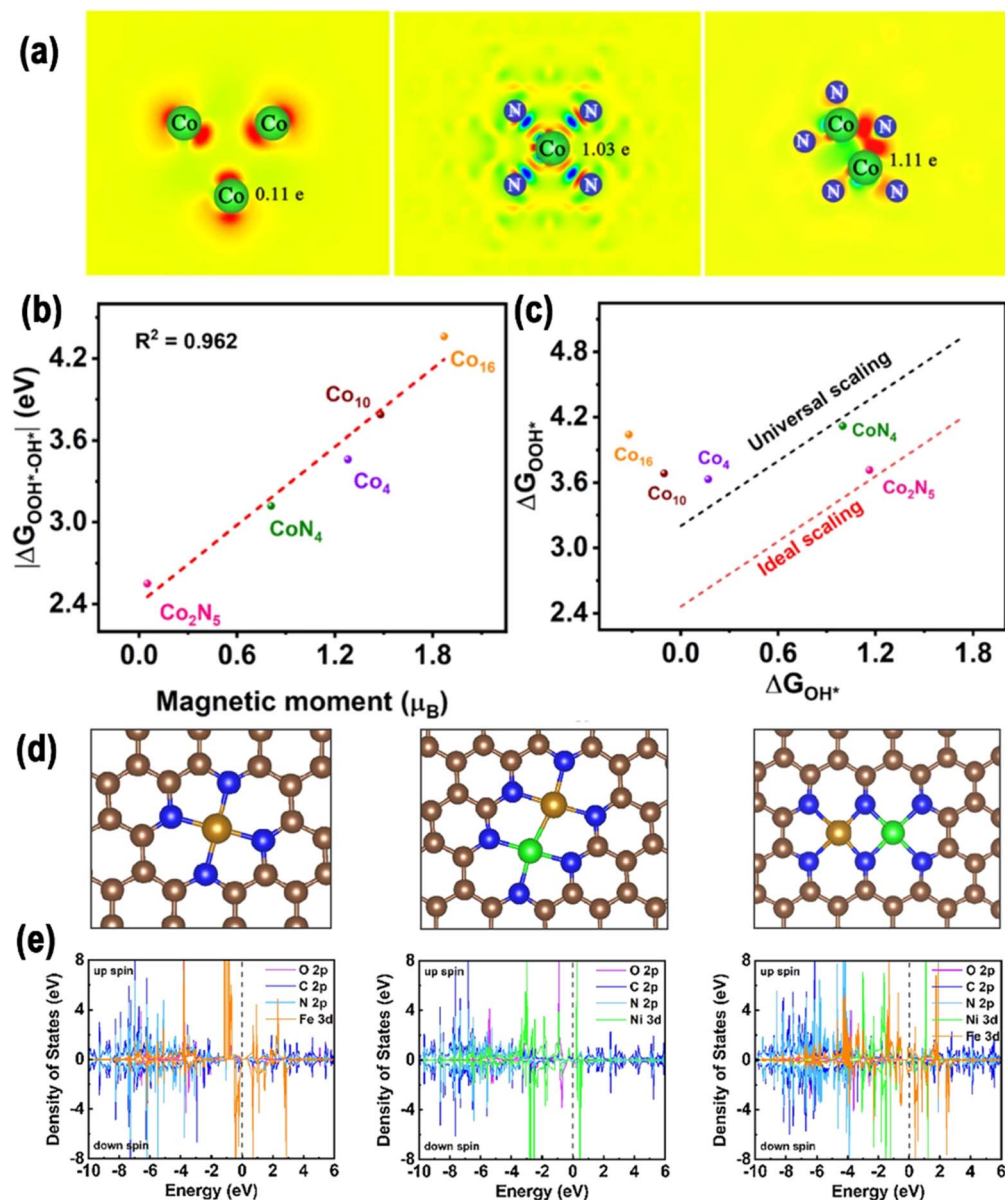 (a)
Co Co
Co 0.11 e
N N
Co 1.03 e
N N
N
Co N
N Co 1.11 e
N N
(b)
R² = 0.962
|ΔG_OOH*-OH*| (eV)
4.2
3.6
3.0
2.4
Co₁₆
Co₁₀
Co₄
CoN₄
Co₂N₅
0.0 0.6 1.2 1.8
Magnetic moment (μ_B)
(c)
ΔG_OOH*
4.8
4.2
3.6
3.0
2.4
Universal scaling
Co₁₆
Co₁₀
Co₄
CoN₄
Co₂N₅
Ideal scaling
0.0 0.6 1.2 1.8
ΔG_OH*
(d)
(e)
Density of States (eV)
8
4
0
-4
-8
up spin
O 2p
C 2p
N 2p
Fe 3d
down spin
-10 -8 -6 -4 -2 0 2 4 6
Energy (eV)
Density of States (eV)
8
4
0
-4
-8
up spin
O 2p
C 2p
N 2p
Ni 3d
down spin
-10 -8 -6 -4 -2 0 2 4 6
Energy (eV)
Density of States (eV)
8
4
0
-4
-8
up spin
O 2p
C 2p
N 2p
Ni 3d
Fe 3d
down spin
-10 -8 -6 -4 -2 0 2 4 6
Energy (eV)